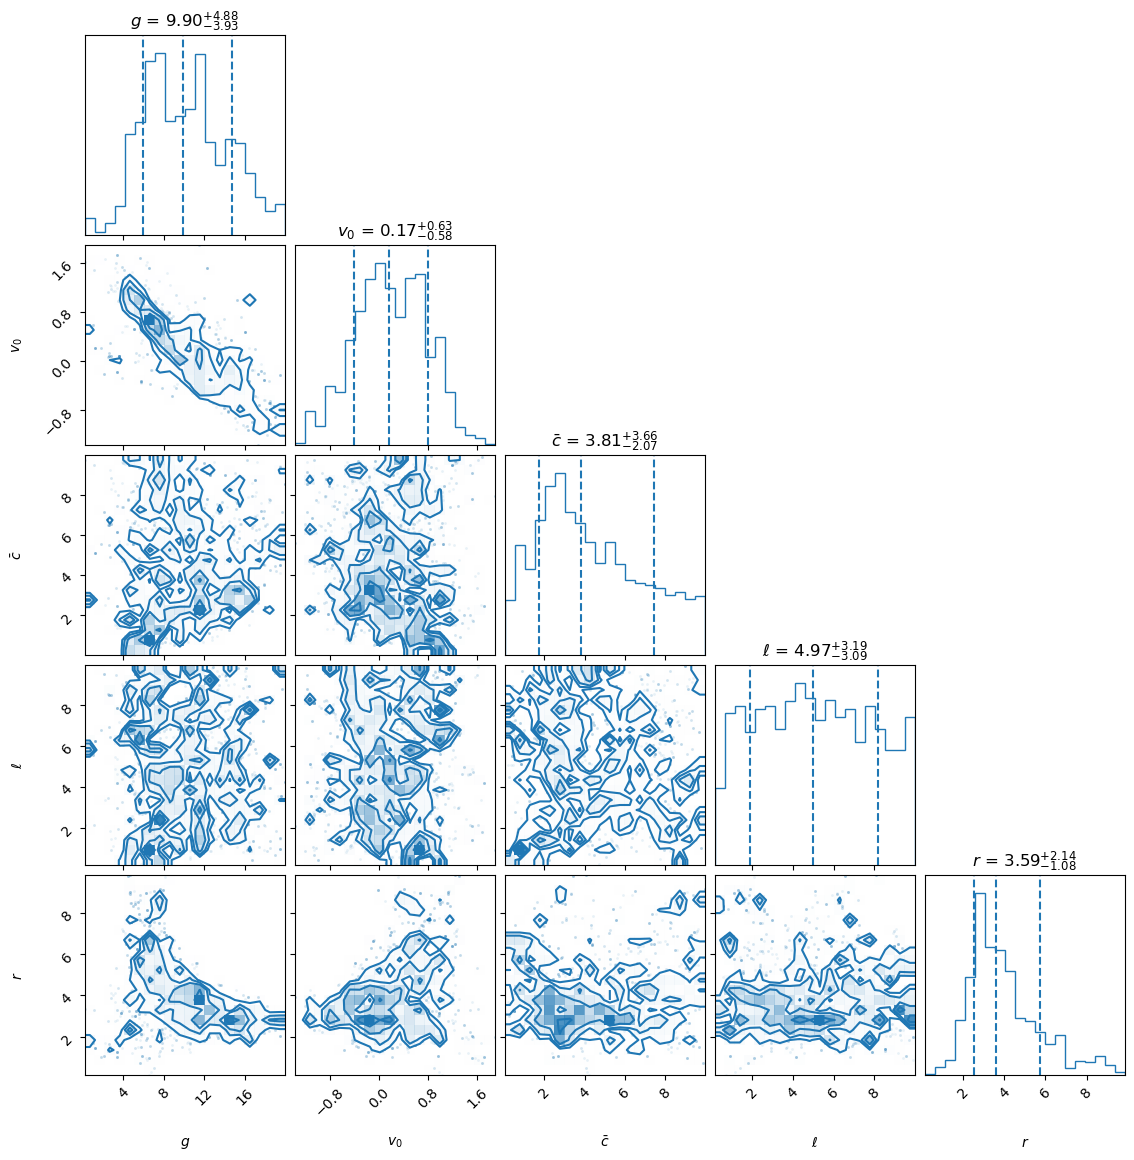 g = 9.90+4.88−3.93
v0 = 0.17+0.63−0.58
1.6
0.8
0.0
−0.8
v0
c̄ = 3.81+3.66−2.07
8
6
4
2
c̄
ℓ = 4.97+3.19−3.09
8
6
4
2
ℓ
r = 3.59+2.14−1.08
8
6
4
2
r
4 8 12 16
−0.8 0.0 0.8 1.6
2 4 6 8
2 4 6 8
2 4 6 8
g v0 c̄ ℓ r